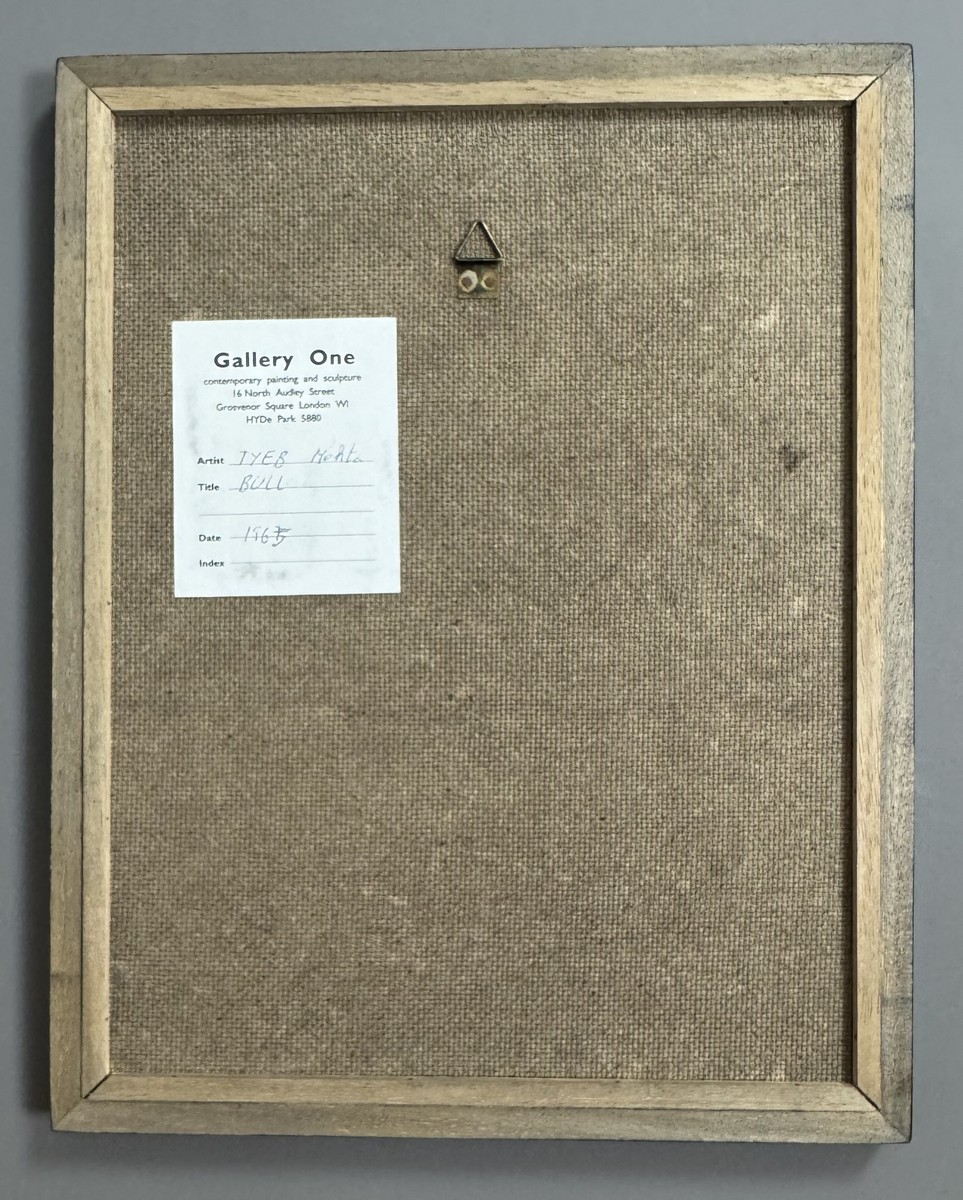 Gallery One
contemporary painting and sculpture
16 North Audley Street
Grosvenor Square London W1
HYDe Park 5880
Artist TYEB Mehta
Title BULL
Date 1965
Index